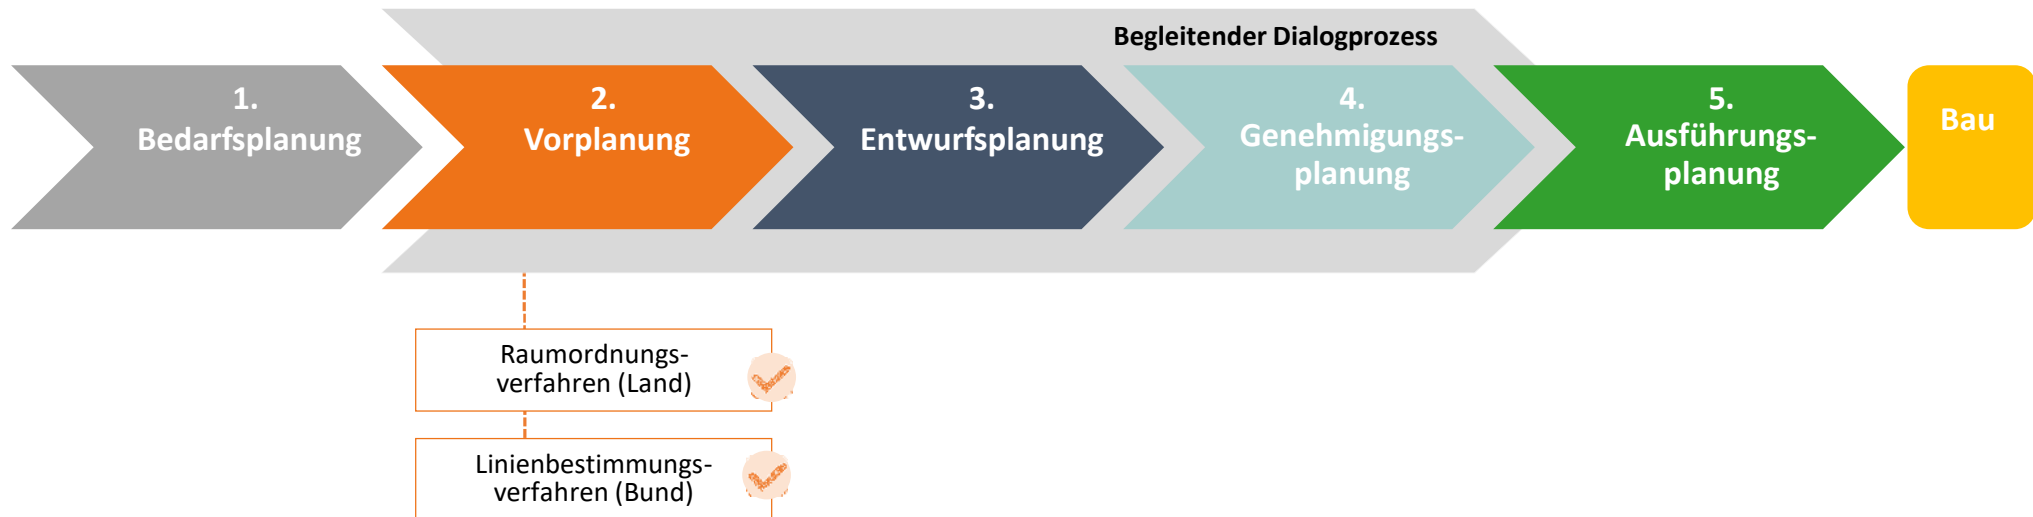 Begleitender Dialogprozess
1.
Bedarfsplanung
2.
Vorplanung
3.
Entwurfsplanung
4.
Genehmigungs-
planung
5.
Ausführungs-
planung
Bau
Raumordnungs-
verfahren (Land)
Linienbestimmungs-
verfahren (Bund)